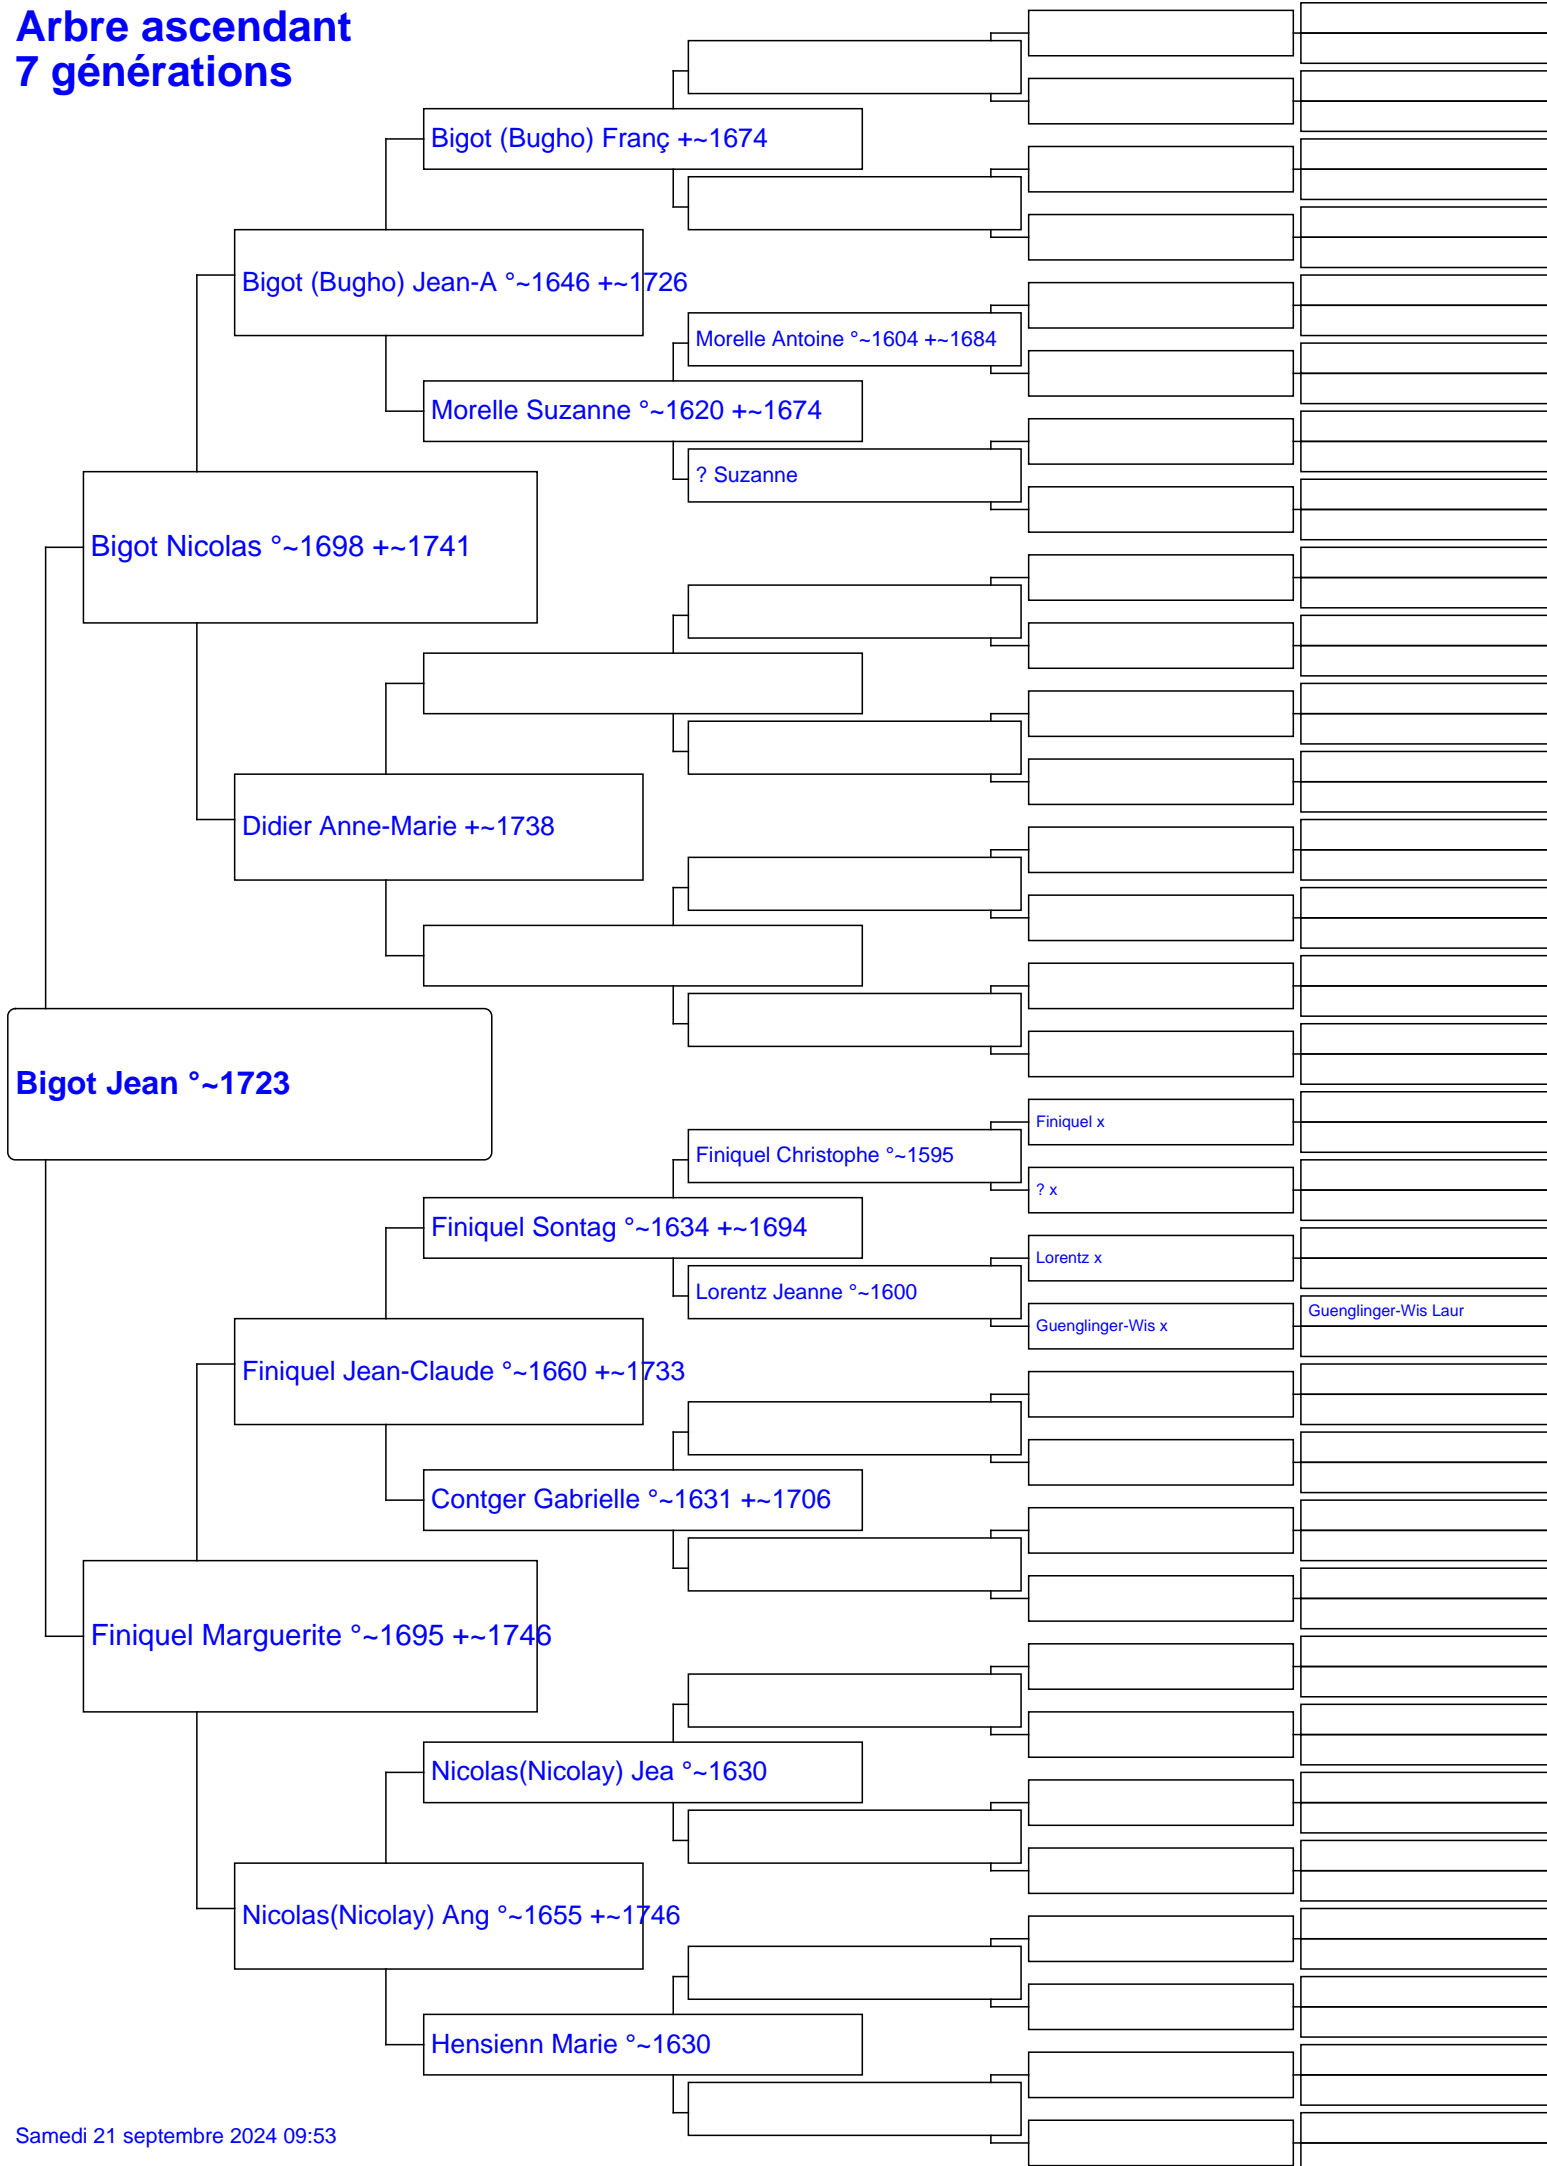 Arbre ascendant
7 générations
Bigot (Bugho) Franç +~1674
Bigot (Bugho) Jean-A °~1646 +~1726
Morelle Antoine °~1604 +~1684
Morelle Suzanne °~1620 +~1674
? Suzanne
Bigot Nicolas °~1698 +~1741
Didier Anne-Marie +~1738
Bigot Jean °~1723
Finiquel x
Finiquel Christophe °~1595
? x
Finiquel Sontag °~1634 +~1694
Lorentz x
Lorentz Jeanne °~1600
Guenglinger-Wis Laur
Guenglinger-Wis x
Finiquel Jean-Claude °~1660 +~1733
Contger Gabrielle °~1631 +~1706
Finiquel Marguerite °~1695 +~1746
Nicolas(Nicolay) Jea °~1630
Nicolas(Nicolay) Ang °~1655 +~1746
Hensienn Marie °~1630
Samedi 21 septembre 2024 09:53